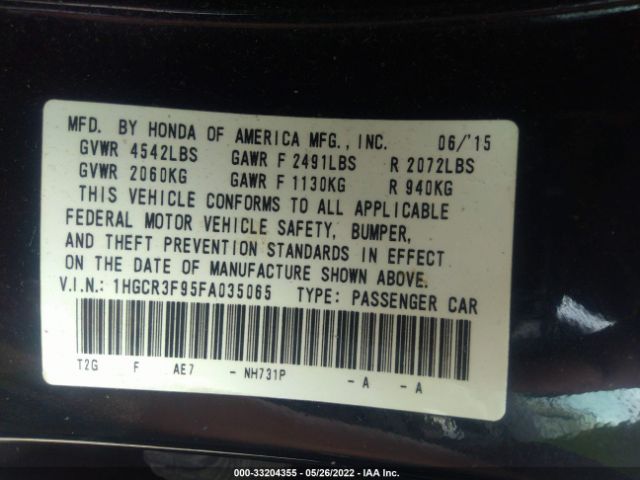 MFD. BY HONDA OF AMERICA MFG., INC. 06/'15
GVWR 4542LBS GAWR F 2491LBS R 2072LBS
GVWR 2060KG GAWR F 1130KG R 940KG
THIS VEHICLE CONFORMS TO ALL APPLICABLE
FEDERAL MOTOR VEHICLE SAFETY, BUMPER,
AND THEFT PREVENTION STANDARDS IN EFFECT
ON THE DATE OF MANUFACTURE SHOWN ABOVE.
V.I.N.: 1HGCR3F95FA035065 TYPE: PASSENGER CAR
T2G F AE7 - NH731P - A - A
000-33204355 - 05/26/2022 - IAA Inc.